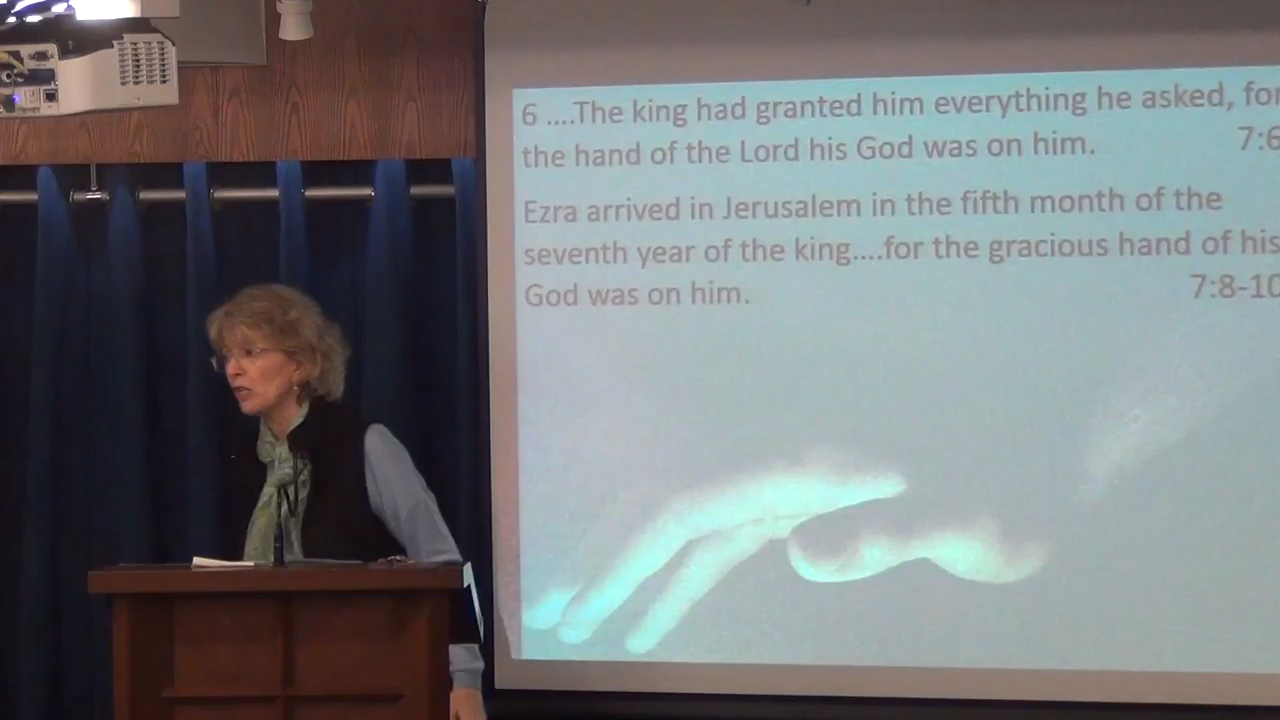 6 ....The king had granted him everything he asked, for
the hand of the Lord his God was on him. 7:6
Ezra arrived in Jerusalem in the fifth month of the
seventh year of the king....for the gracious hand of his
God was on him. 7:8-10